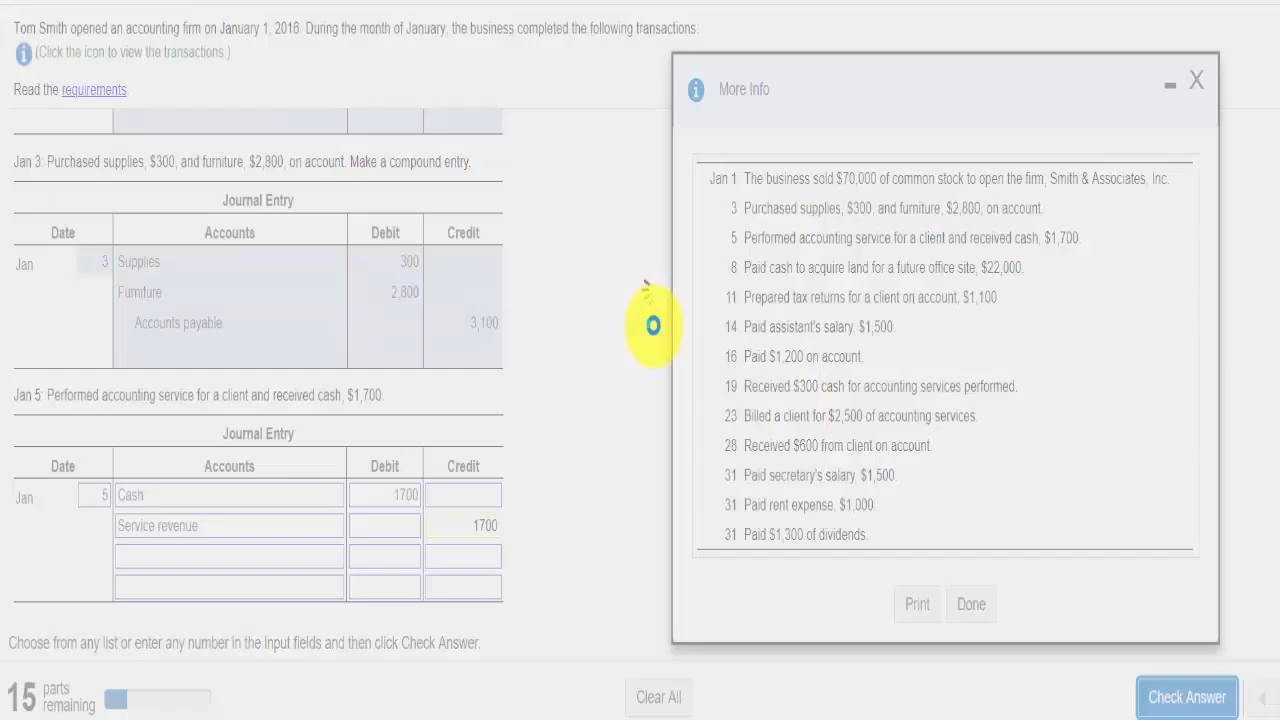 Tom Smith opened an accounting firm on January 1, 2016. During the month of January, the business completed the following transactions:
(Click the icon to view the transactions.)
Read the requirements.
Jan 3: Purchased supplies, $300, and furniture, $2,800, on account. Make a compound entry.
Journal Entry
Date Accounts Debit Credit
Jan 3 Supplies 300
Furniture 2,800
Accounts payable 3,100
Jan 5: Performed accounting service for a client and received cash, $1,700.
Journal Entry
Date Accounts Debit Credit
Jan 5 Cash 1700
Service revenue 1700
Choose from any list or enter any number in the input fields and then click Check Answer.
15 parts remaining
Clear All
Check Answer
i More Info - X
Jan 1 The business sold $70,000 of common stock to open the firm, Smith & Associates, Inc.
3 Purchased supplies, $300, and furniture, $2,800, on account.
5 Performed accounting service for a client and received cash, $1,700.
8 Paid cash to acquire land for a future office site, $22,000.
11 Prepared tax returns for a client on account, $1,100.
14 Paid assistant's salary, $1,500.
16 Paid $1,200 on account.
19 Received $300 cash for accounting services performed.
23 Billed a client for $2,500 of accounting services.
28 Received $600 from client on account.
31 Paid secretary's salary, $1,500.
31 Paid rent expense, $1,000.
31 Paid $1,300 of dividends.
Print Done